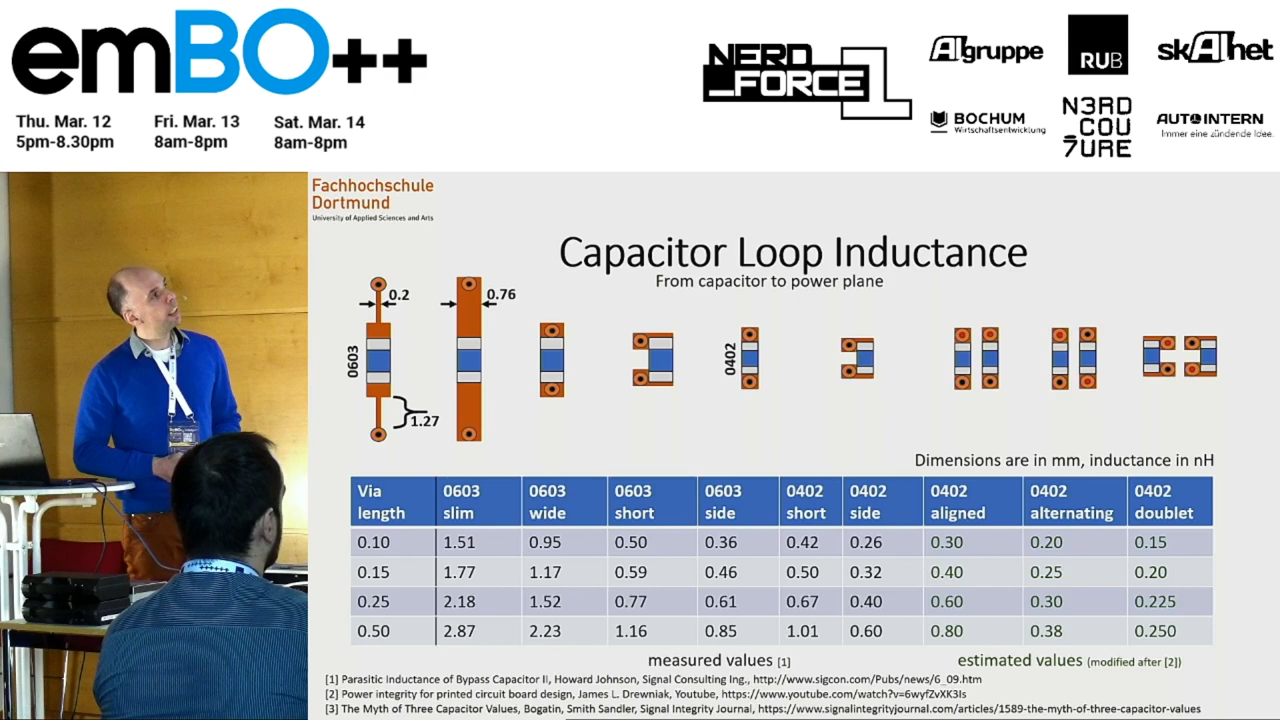 emBO++
Thu. Mar. 12
5pm-8.30pm
Fri. Mar. 13
8am-8pm
Sat. Mar. 14
8am-8pm
NERD
_FORCE1
AIgruppe
RUB
skAInet
BOCHUM
Wirtschaftsentwicklung
N3RD
COU
7URE
AUTOINTERN
Immer eine zündende Idee.
Fachhochschule
Dortmund
University of Applied Sciences and Arts
Capacitor Loop Inductance
From capacitor to power plane
0.2
0.76
0603
0402
1.27
Dimensions are in mm, inductance in nH
Via length 0603 slim 0603 wide 0603 short 0603 side 0402 short 0402 side 0402 aligned 0402 alternating 0402 doublet
0.10 1.51 0.95 0.50 0.36 0.42 0.26 0.30 0.20 0.15
0.15 1.77 1.17 0.59 0.46 0.50 0.32 0.40 0.25 0.20
0.25 2.18 1.52 0.77 0.61 0.67 0.40 0.60 0.30 0.225
0.50 2.87 2.23 1.16 0.85 1.01 0.60 0.80 0.38 0.250
measured values [1]
estimated values (modified after [2])
[1] Parasitic Inductance of Bypass Capacitor II, Howard Johnson, Signal Consulting Ing., http://www.sigcon.com/Pubs/news/6_09.htm
[2] Power integrity for printed circuit board design, James L. Drewniak, Youtube, https://www.youtube.com/watch?v=6wyfZvXK3Is
[3] The Myth of Three Capacitor Values, Bogatin, Smith Sandler, Signal Integrity Journal, https://www.signalintegrityjournal.com/articles/1589-the-myth-of-three-capacitor-values